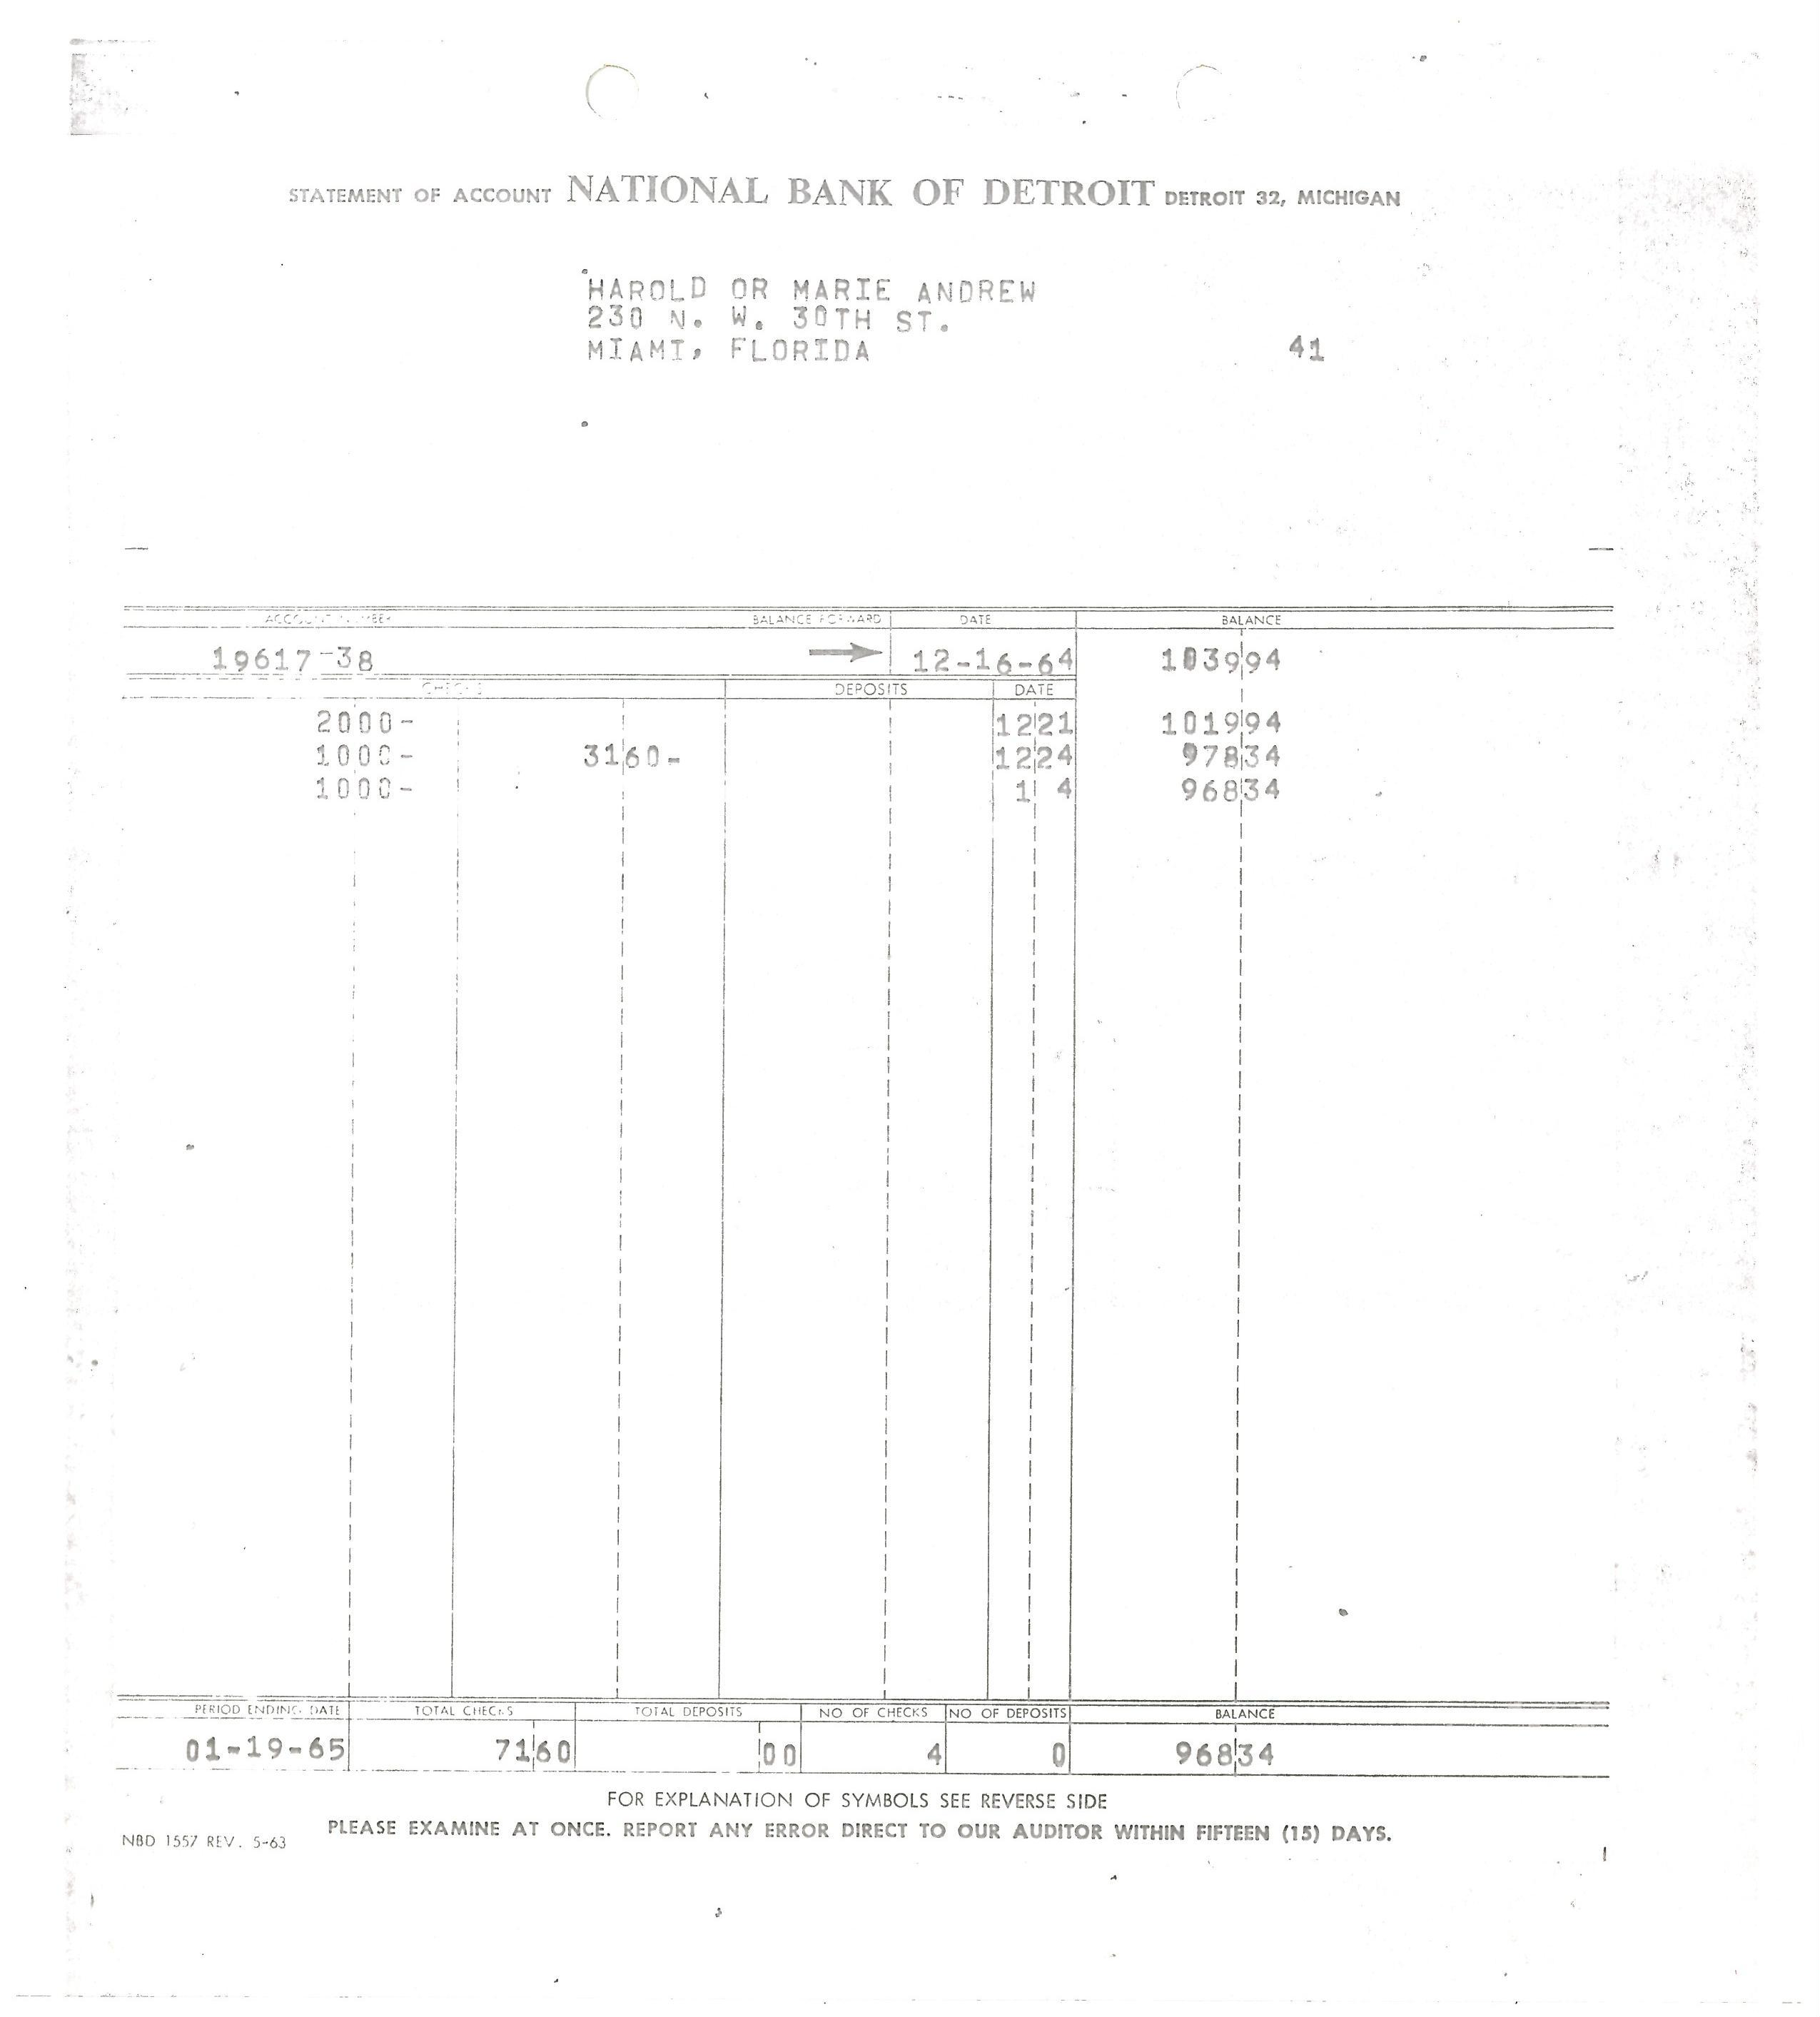 STATEMENT OF ACCOUNT NATIONAL BANK OF DETROIT DETROIT 32, MICHIGAN
HAROLD OR MARIE ANDREW
230 N. W. 30TH ST.
MIAMI, FLORIDA 41
ACCOUNT NUMBER BALANCE FORWARD DATE BALANCE
19617-38 12-16-64 103994
CHECKS DEPOSITS DATE
2000- 1221 101994
1000- 3160- 1224 97834
1000- 1 4 96834
PERIOD ENDING DATE TOTAL CHECKS TOTAL DEPOSITS NO OF CHECKS NO OF DEPOSITS BALANCE
01-19-65 7160 00 4 0 96834
FOR EXPLANATION OF SYMBOLS SEE REVERSE SIDE
PLEASE EXAMINE AT ONCE. REPORT ANY ERROR DIRECT TO OUR AUDITOR WITHIN FIFTEEN (15) DAYS.
NBD 1557 REV. 5-63